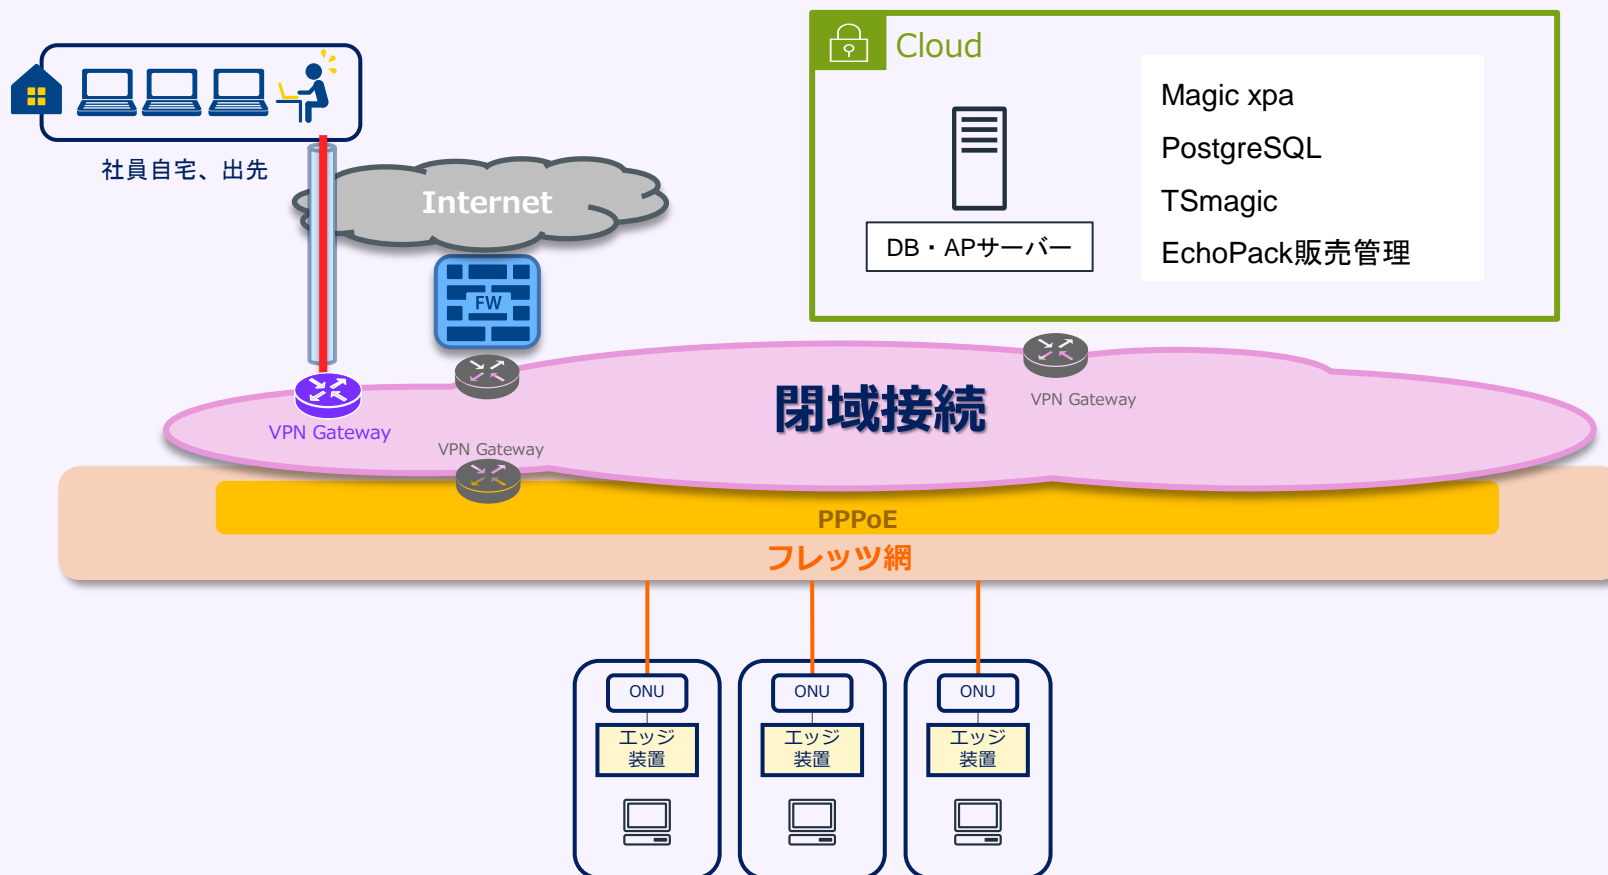 Cloud
Magic xpa
PostgreSQL
TSmagic
EchoPack販売管理
DB・APサーバー
社員自宅、出先
Internet
FW
閉域接続
VPN Gateway
VPN Gateway
VPN Gateway
PPPoE
フレッツ網
ONU
エッジ
装置
ONU
エッジ
装置
ONU
エッジ
装置